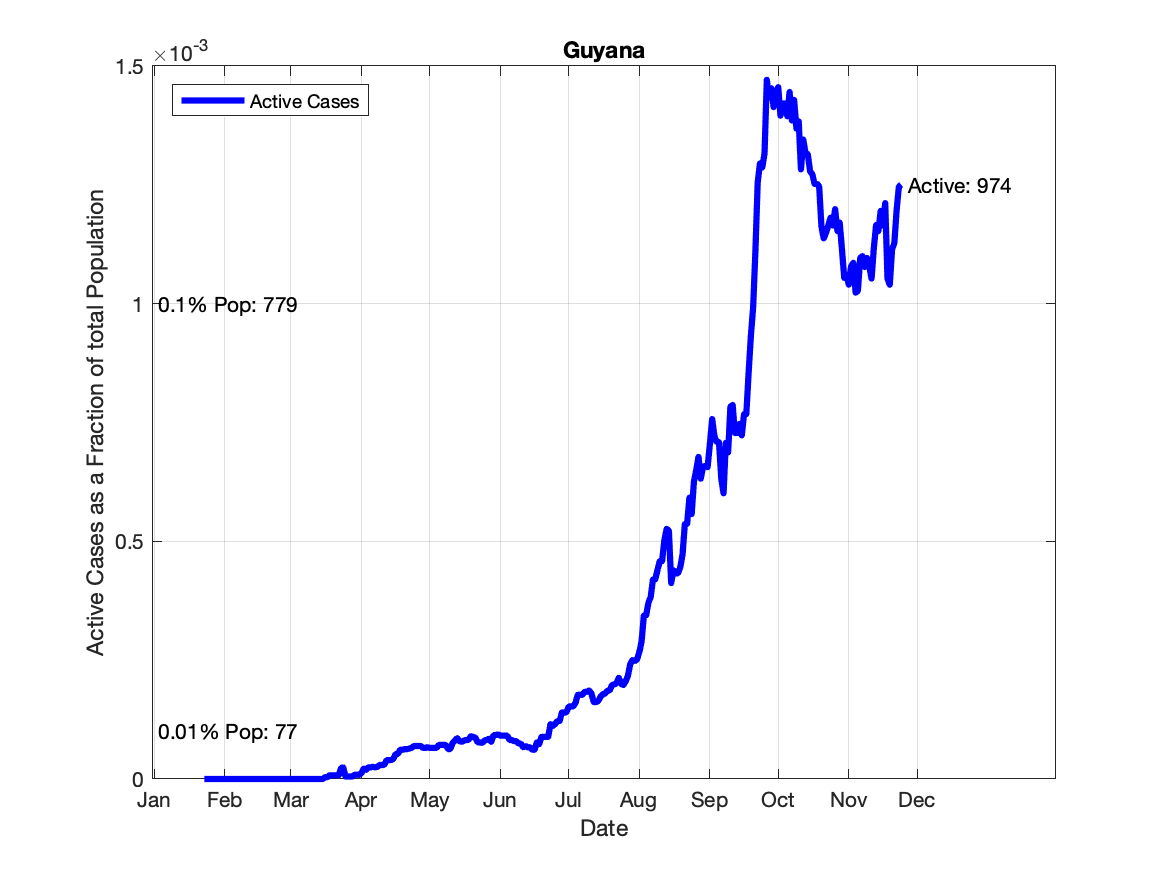 Guyana
×10-3
1.5
Active Cases
Active: 974
1
0.1% Pop: 779
0.5
0.01% Pop: 77
0
Jan Feb Mar Apr May Jun Jul Aug Sep Oct Nov Dec
Date
Active Cases as a Fraction of total Population